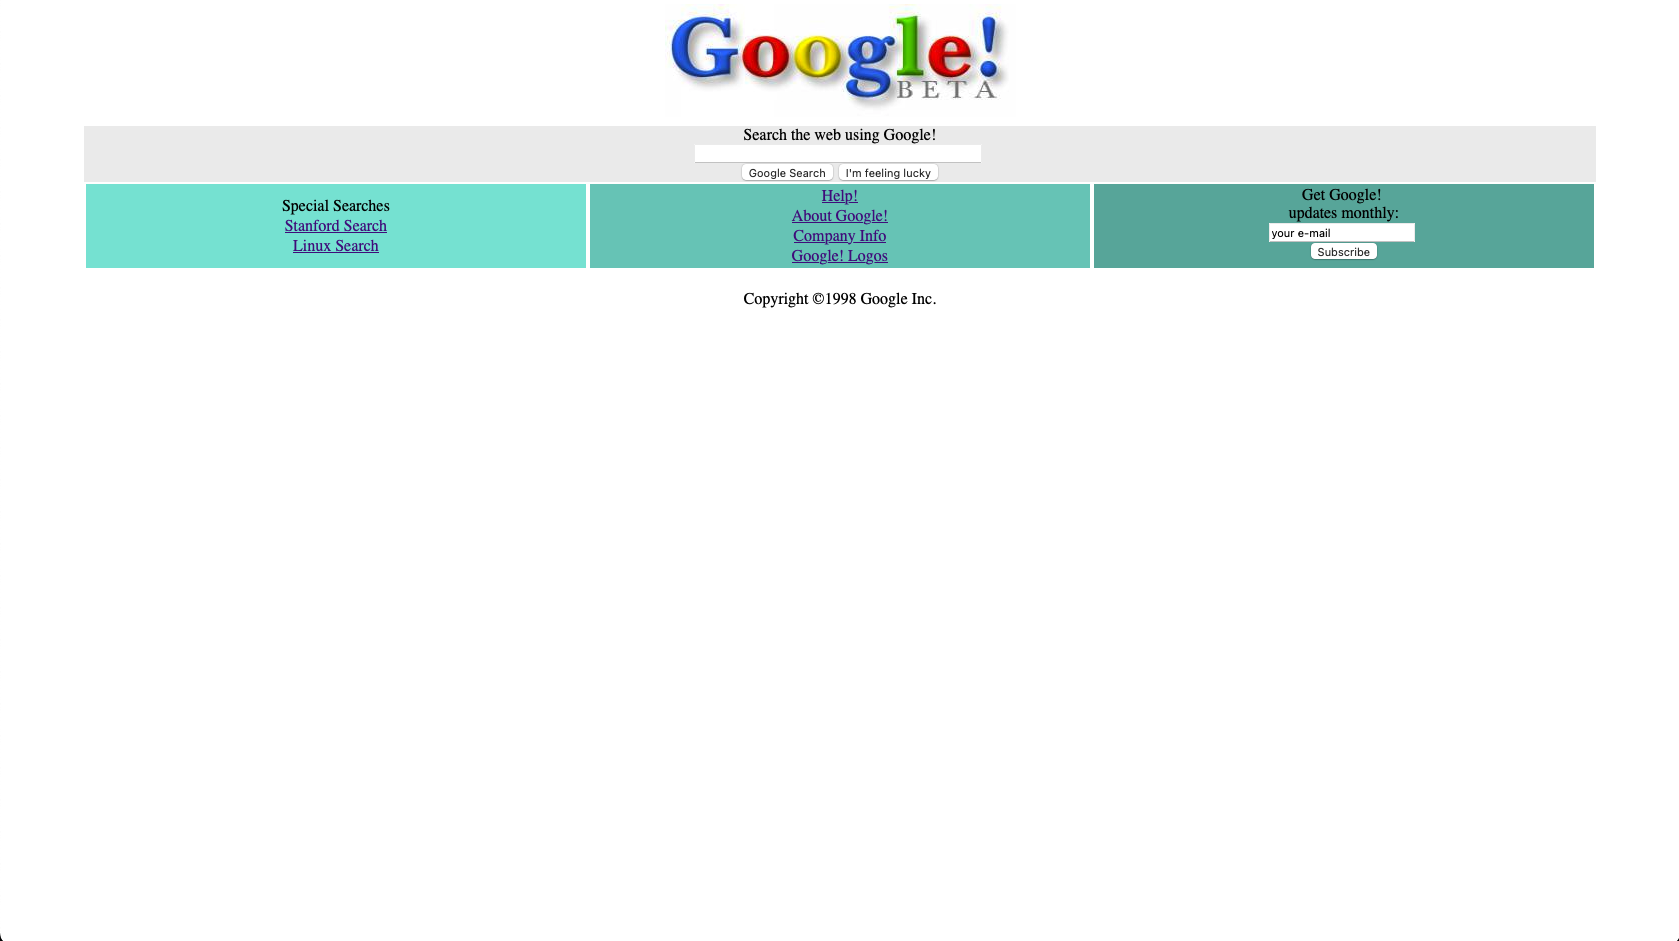 Google!
BETA
Search the web using Google!
Google Search I'm feeling lucky
Special Searches
Stanford Search
Linux Search
Help!
About Google!
Company Info
Google! Logos
Get Google!
updates monthly:
your e-mail
Subscribe
Copyright ©1998 Google Inc.